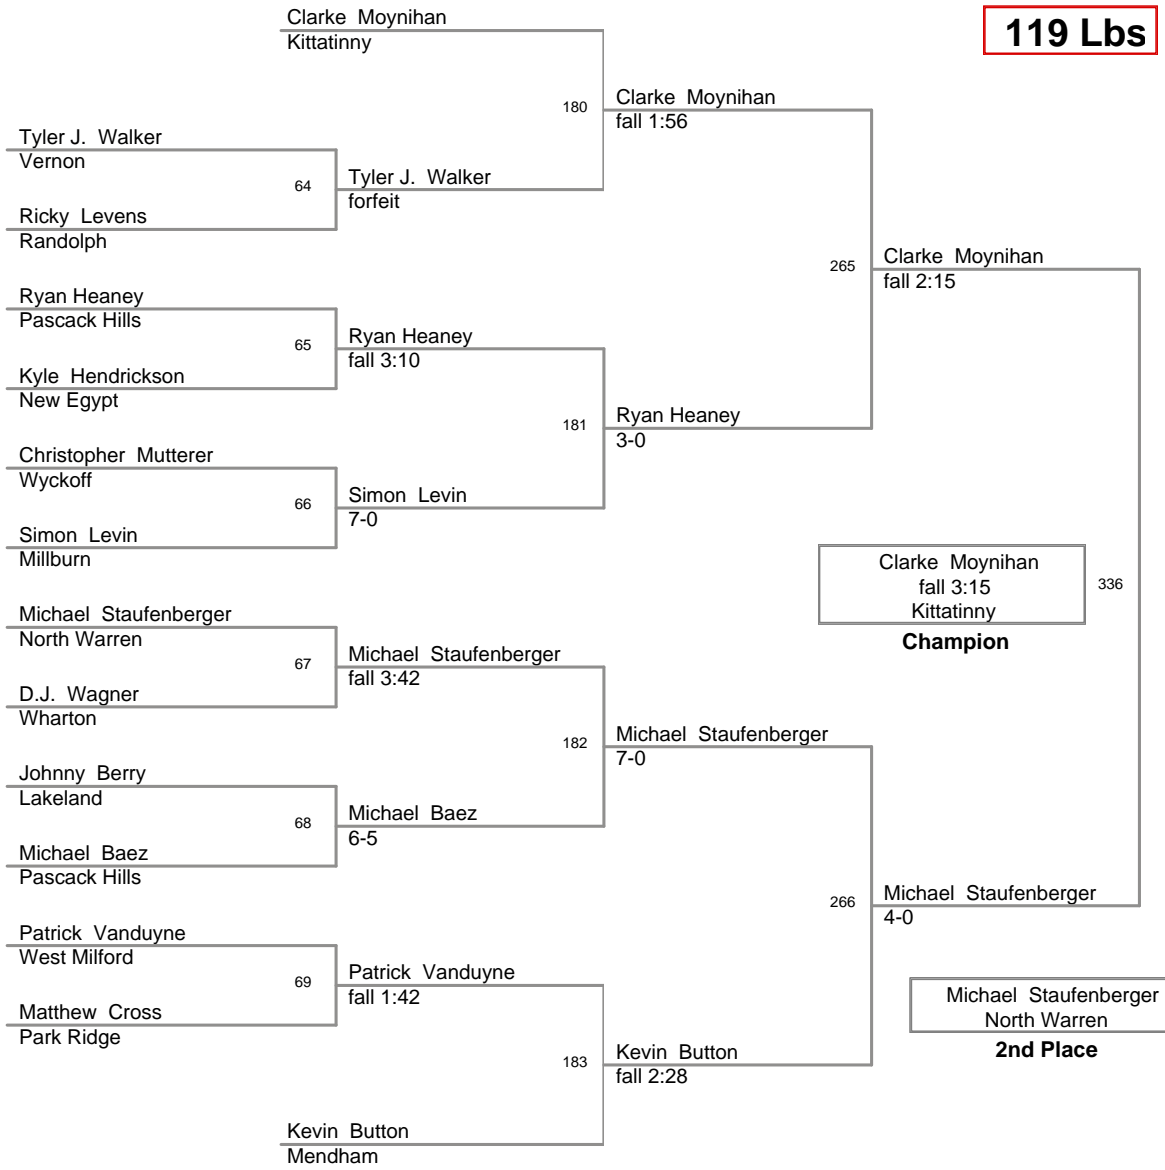 119 Lbs
Clarke Moynihan
Kittatinny
180
Clarke Moynihan
fall 1:56
Tyler J. Walker
Vernon
64
Tyler J. Walker
forfeit
Ricky Levens
Randolph
265
Clarke Moynihan
fall 2:15
Ryan Heaney
Pascack Hills
65
Ryan Heaney
fall 3:10
Kyle Hendrickson
New Egypt
181
Ryan Heaney
3-0
Christopher Mutterer
Wyckoff
66
Simon Levin
7-0
Simon Levin
Millburn
Clarke Moynihan
fall 3:15
Kittatinny
Champion
336
Michael Staufenberger
North Warren
67
Michael Staufenberger
fall 3:42
D.J. Wagner
Wharton
182
Michael Staufenberger
7-0
Johnny Berry
Lakeland
68
Michael Baez
6-5
Michael Baez
Pascack Hills
266
Michael Staufenberger
4-0
Patrick Vanduyne
West Milford
69
Patrick Vanduyne
fall 1:42
Matthew Cross
Park Ridge
Michael Staufenberger
North Warren
2nd Place
183
Kevin Button
fall 2:28
Kevin Button
Mendham